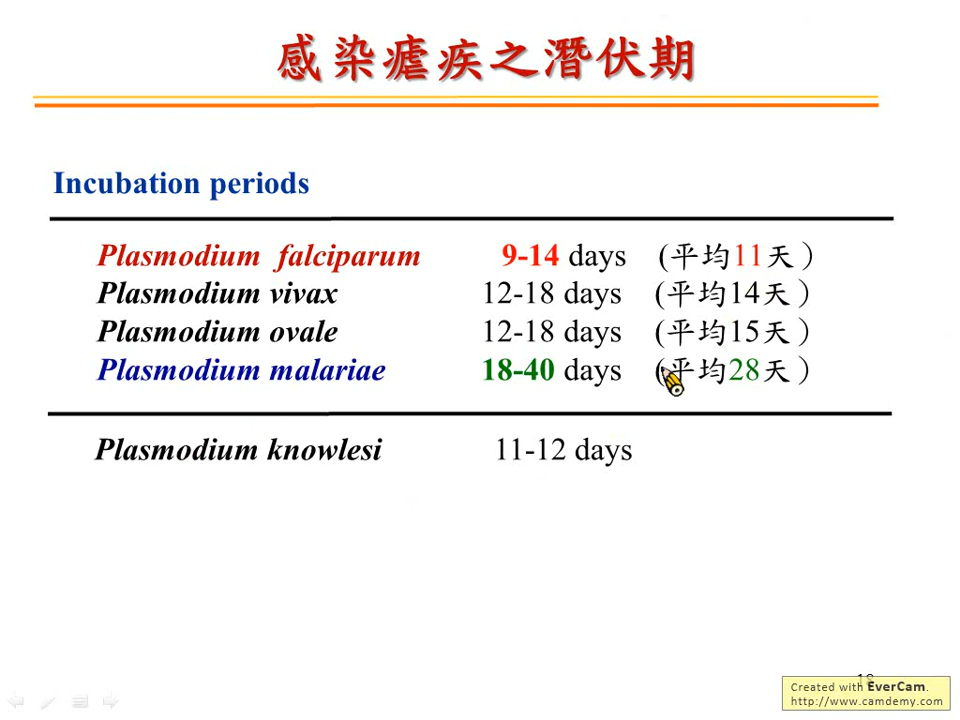 感染瘧疾之潛伏期
Incubation periods
Plasmodium falciparum 9-14 days (平均11天)
Plasmodium vivax 12-18 days (平均14天)
Plasmodium ovale 12-18 days (平均15天)
Plasmodium malariae 18-40 days (平均28天)
Plasmodium knowlesi 11-12 days
Created with EverCam.
http://www.camdemy.com